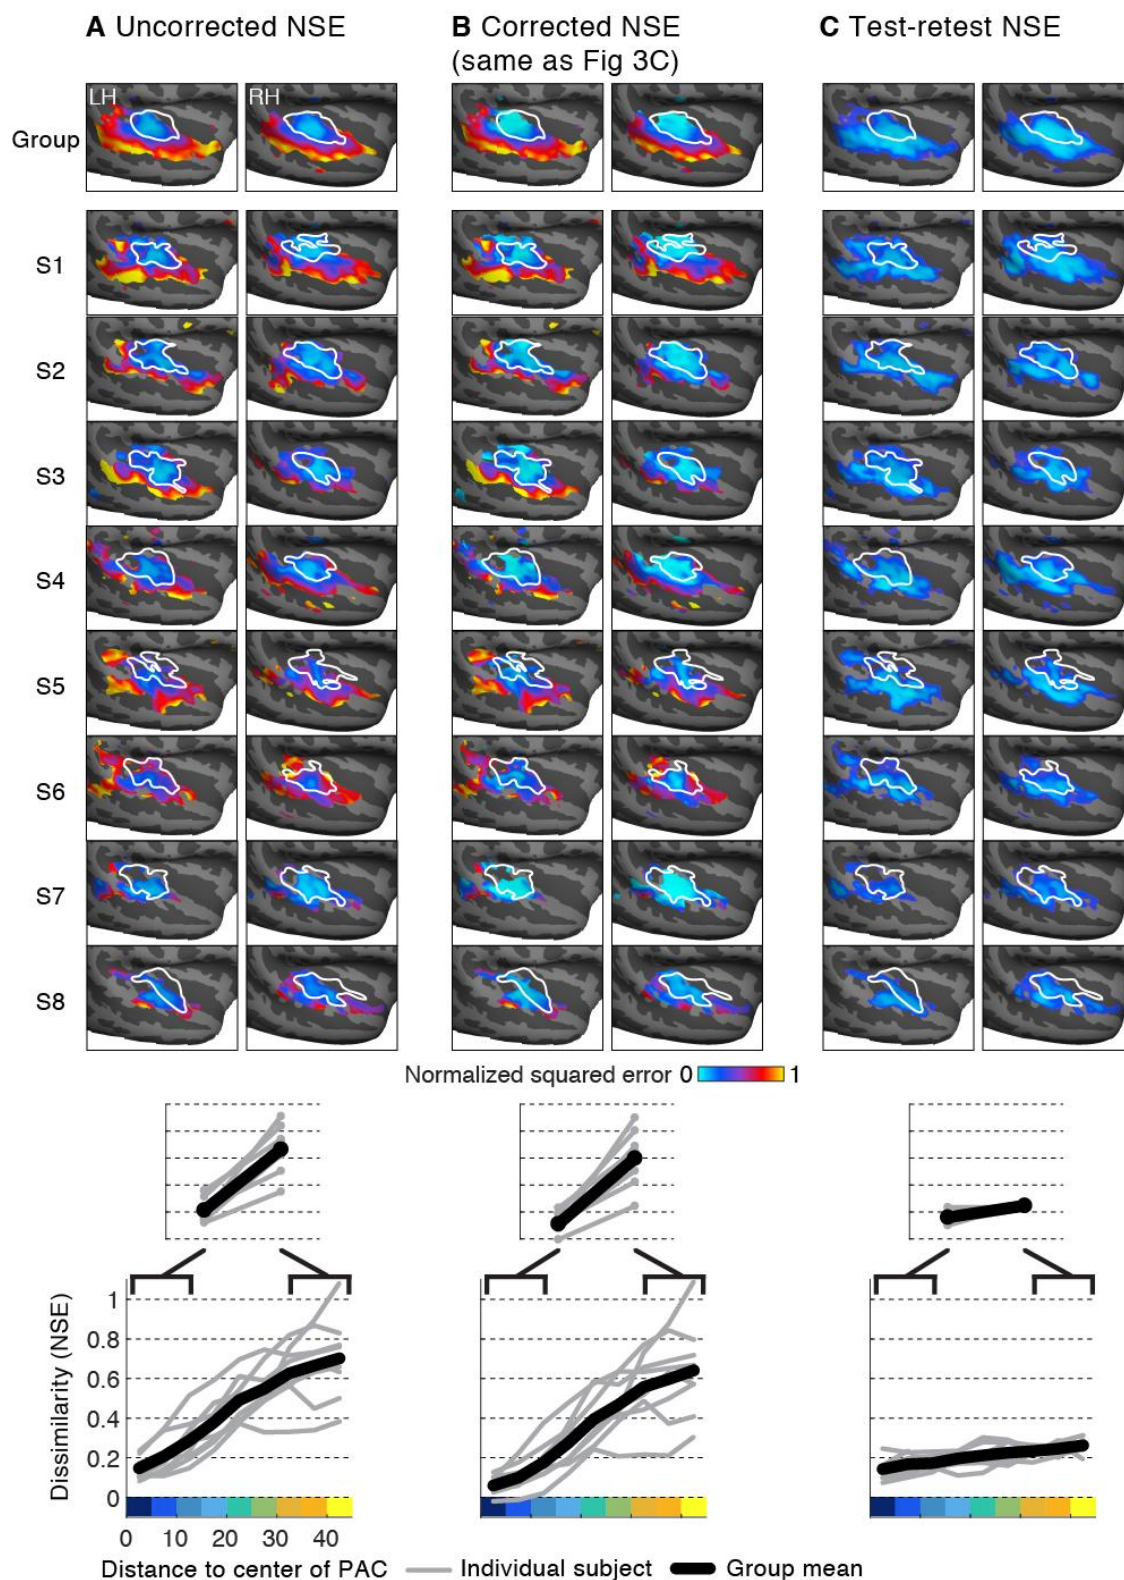 A Uncorrected NSE
B Corrected NSE
(same as Fig 3C)
C Test-retest NSE
LH
RH
Group
S1
S2
S3
S4
S5
S6
S7
S8
Normalized squared error 0 1
Dissimilarity (NSE)
1
0.8
0.6
0.4
0.2
0
0 10 20 30 40
Distance to center of PAC Individual subject Group mean